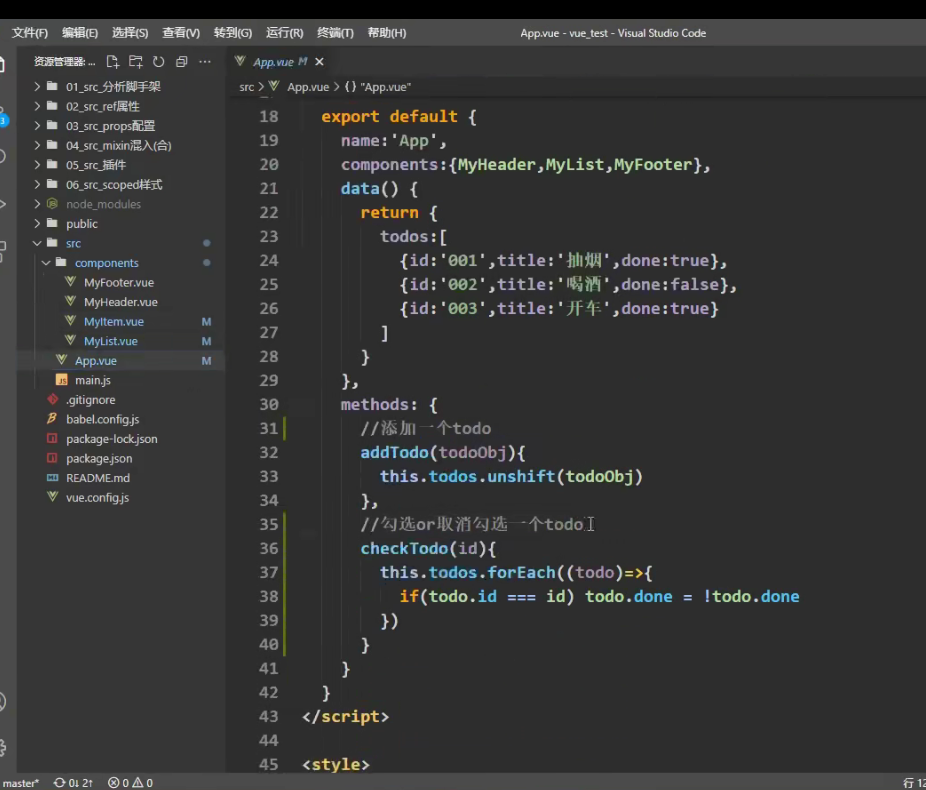 文件(F) 编辑(E) 选择(S) 查看(V) 转到(G) 运行(R) 终端(T) 帮助(H) App.vue - vue_test - Visual Studio Code
资源管理器: ...
App.vue M
src > App.vue > {} "App.vue"
01_src_分析脚手架
02_src_ref属性
03_src_props配置
04_src_mixin混入(合)
05_src_插件
06_src_scoped样式
node_modules
public
src
components
MyFooter.vue
MyHeader.vue
MyItem.vue M
MyList.vue M
App.vue M
main.js
.gitignore
babel.config.js
package-lock.json
package.json
README.md
vue.config.js
18 export default {
19 name:'App',
20 components:{MyHeader,MyList,MyFooter},
21 data() {
22 return {
23 todos:[
24 {id:'001',title:'抽烟',done:true},
25 {id:'002',title:'喝酒',done:false},
26 {id:'003',title:'开车',done:true}
27 ]
28 }
29 },
30 methods: {
31 //添加一个todo
32 addTodo(todoObj){
33 this.todos.unshift(todoObj)
34 },
35 //勾选or取消勾选一个todo
36 checkTodo(id){
37 this.todos.forEach((todo)=>{
38 if(todo.id === id) todo.done = !todo.done
39 })
40 }
41 }
42 }
43 </script>
44
45 <style>
master* 0↓ 2↑ 0 0 行 12